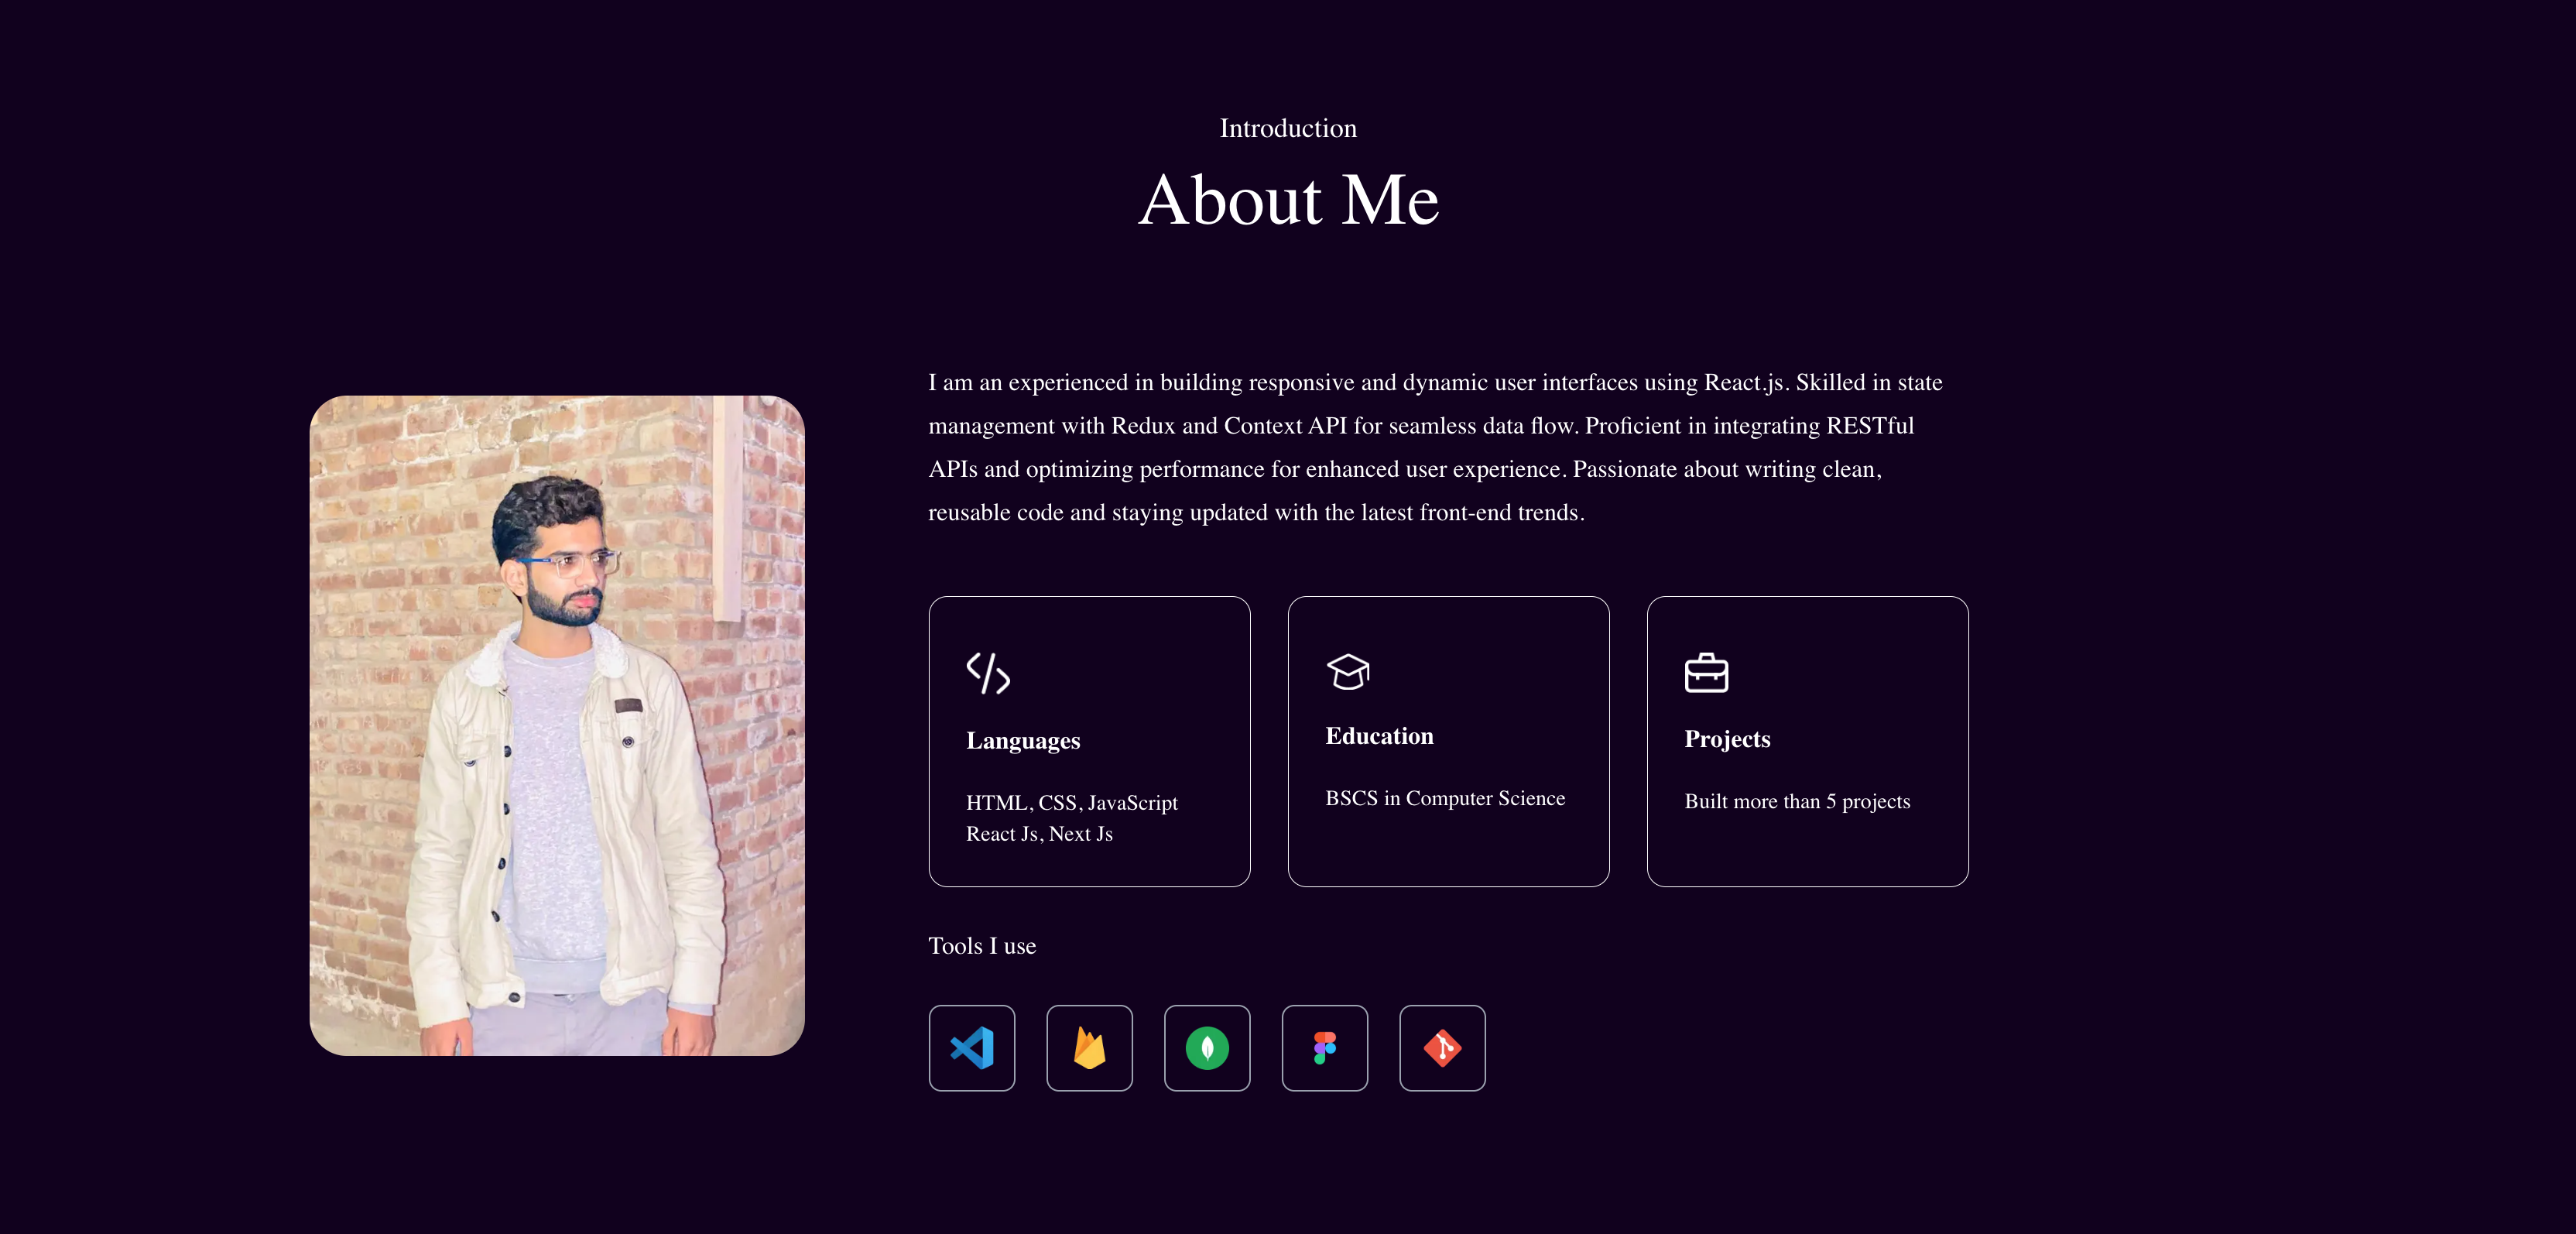 Introduction
About Me
I am an experienced in building responsive and dynamic user interfaces using React.js. Skilled in state
management with Redux and Context API for seamless data flow. Proficient in integrating RESTful
APIs and optimizing performance for enhanced user experience. Passionate about writing clean,
reusable code and staying updated with the latest front-end trends.
Languages
HTML, CSS, JavaScript
React Js, Next Js
Education
BSCS in Computer Science
Projects
Built more than 5 projects
Tools I use